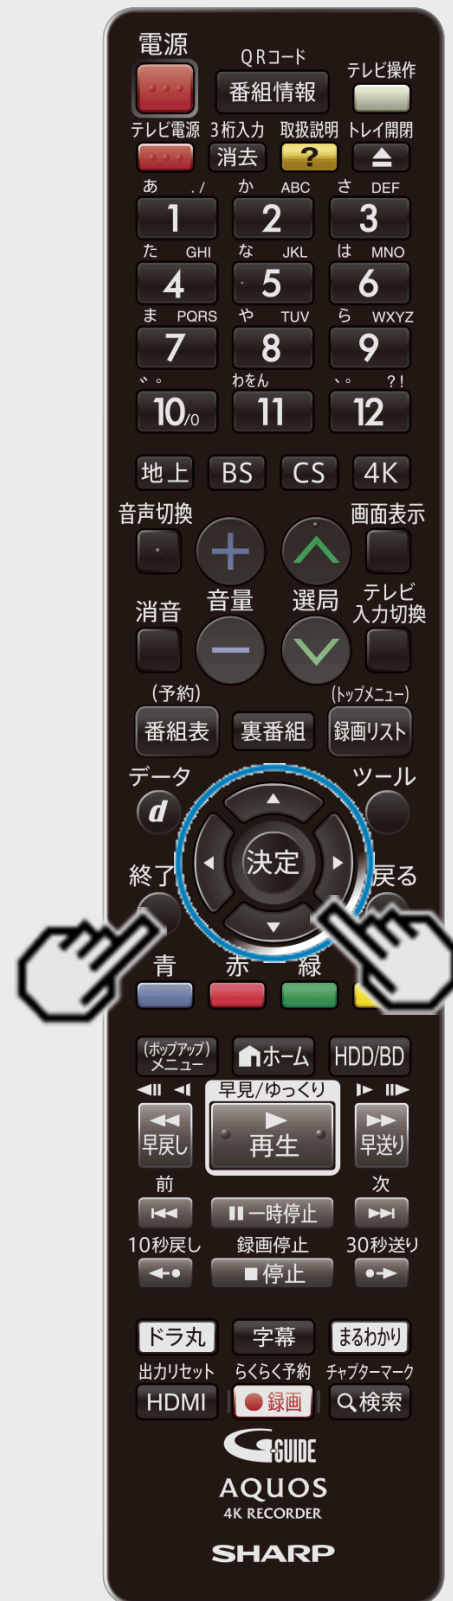 電源
QRコード
テレビ操作
番組情報
テレビ電源 3桁入力 取扱説明 トレイ開閉
消去 ?
あ ./ か ABC さ DEF
1 2 3
た GHI な JKL は MNO
4 5 6
ま PQRS や TUV ら WXYZ
7 8 9
゛゜ わをん 、。 ?!
10/0 11 12
地上 BS CS 4K
音声切換 画面表示
消音 音量 選局 テレビ
入力切換
(予約) (トップメニュー)
番組表 裏番組 録画リスト
データ ツール
d
決定
終了 戻る
青 赤 緑
(ポップアップ)
メニュー ホーム HDD/BD
早見/ゆっくり
早戻し 再生 早送り
前 次
一時停止
10秒戻し 録画停止 30秒送り
停止
ドラ丸 字幕 まるわかり
出力リセット らくらく予約 チャプターマーク
HDMI 録画 検索
G-GUIDE
AQUOS
4K RECORDER
SHARP